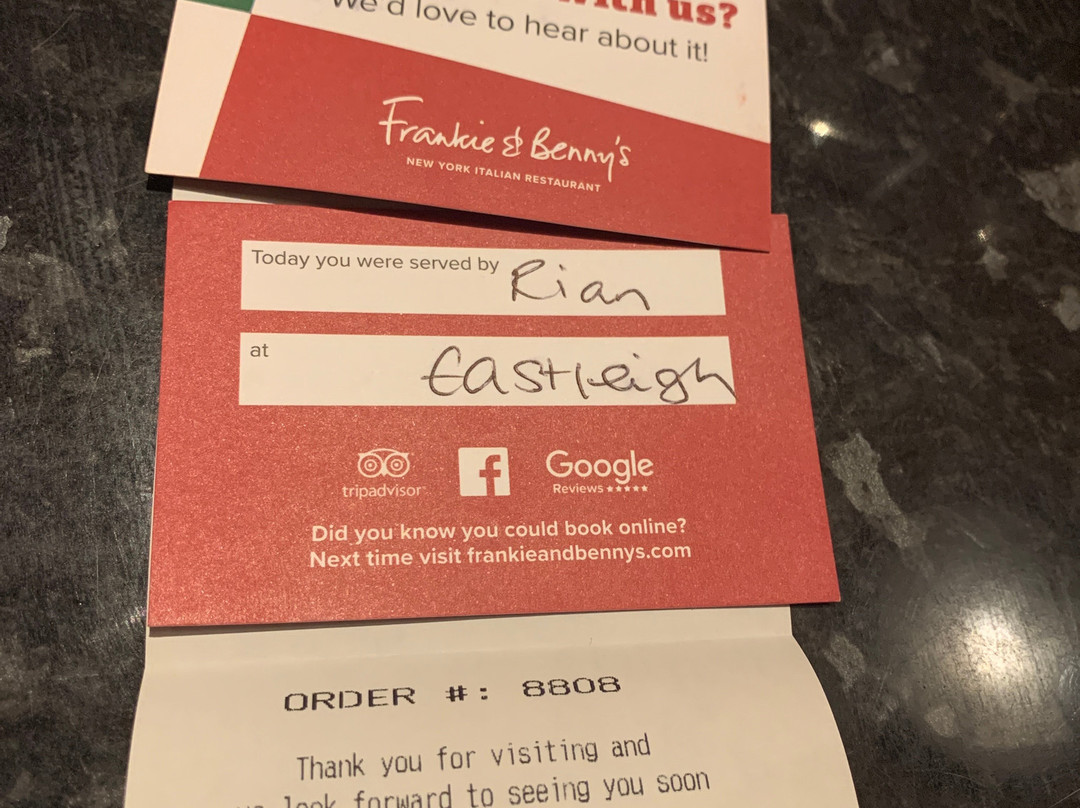 with us?
We'd love to hear about it!
Frankie & Benny's
NEW YORK ITALIAN RESTAURANT
Today you were served by Rian
at Eastleigh
tripadvisor
Google
Reviews ★★★★★
Did you know you could book online?
Next time visit frankieandbennys.com
ORDER #: 8808
Thank you for visiting and
look forward to seeing you soon